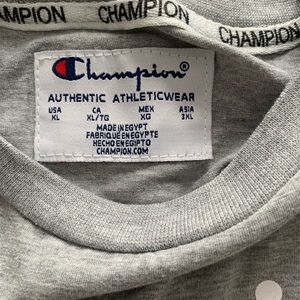 CHAMPION CHAMPION CHAMPION
Champion®
AUTHENTIC ATHLETICWEAR
USA CA MEX ASIA
XL XL/TG XG 3XL
MADE IN EGYPT
FABRIQUE EN EGYPTE
HECHO EN EGIPTO
CHAMPION.COM